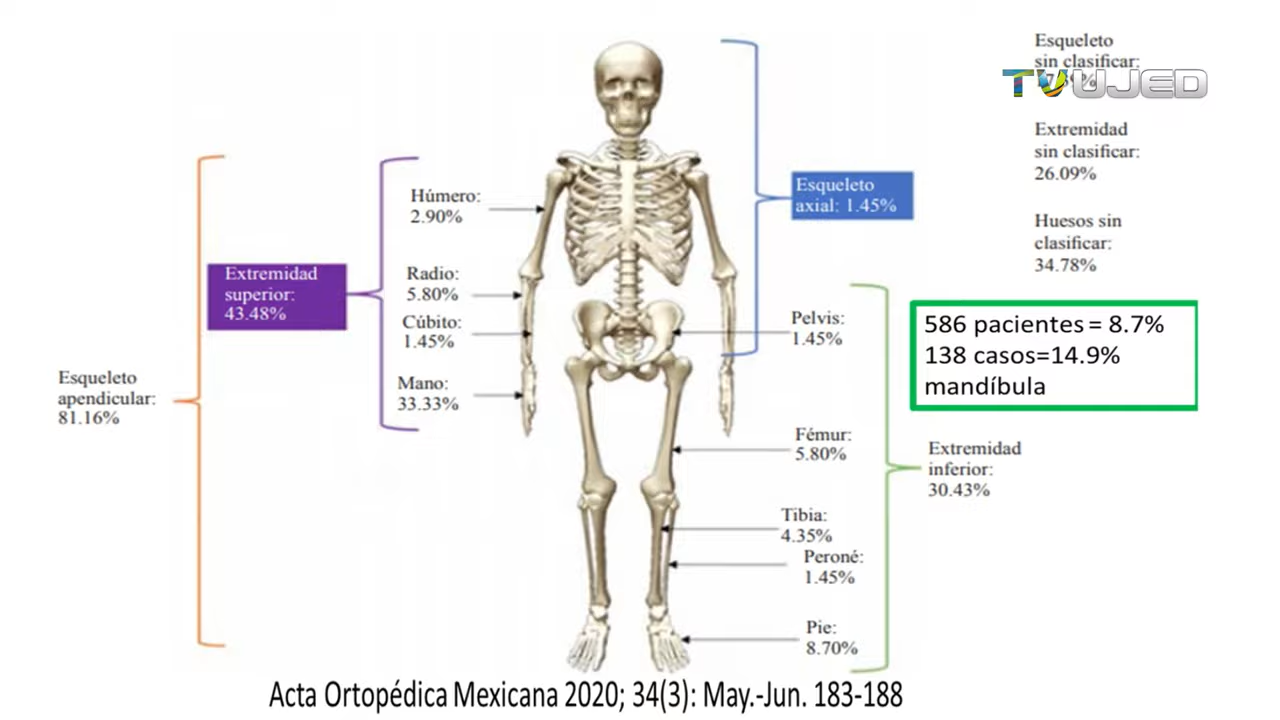 Esqueleto
sin clasificar:
TVUJED
Extremidad
sin clasificar:
26.09%
Huesos sin
clasificar:
34.78%
Esqueleto
axial: 1.45%
Húmero:
2.90%
Extremidad
superior:
43.48%
Radio:
5.80%
Cúbito:
1.45%
Mano:
33.33%
Esqueleto
apendicular:
81.16%
Pelvis:
1.45%
586 pacientes = 8.7%
138 casos=14.9%
mandíbula
Fémur:
5.80%
Extremidad
inferior:
30.43%
Tibia:
4.35%
Peroné:
1.45%
Pie:
8.70%
Acta Ortopédica Mexicana 2020; 34(3): May.-Jun. 183-188